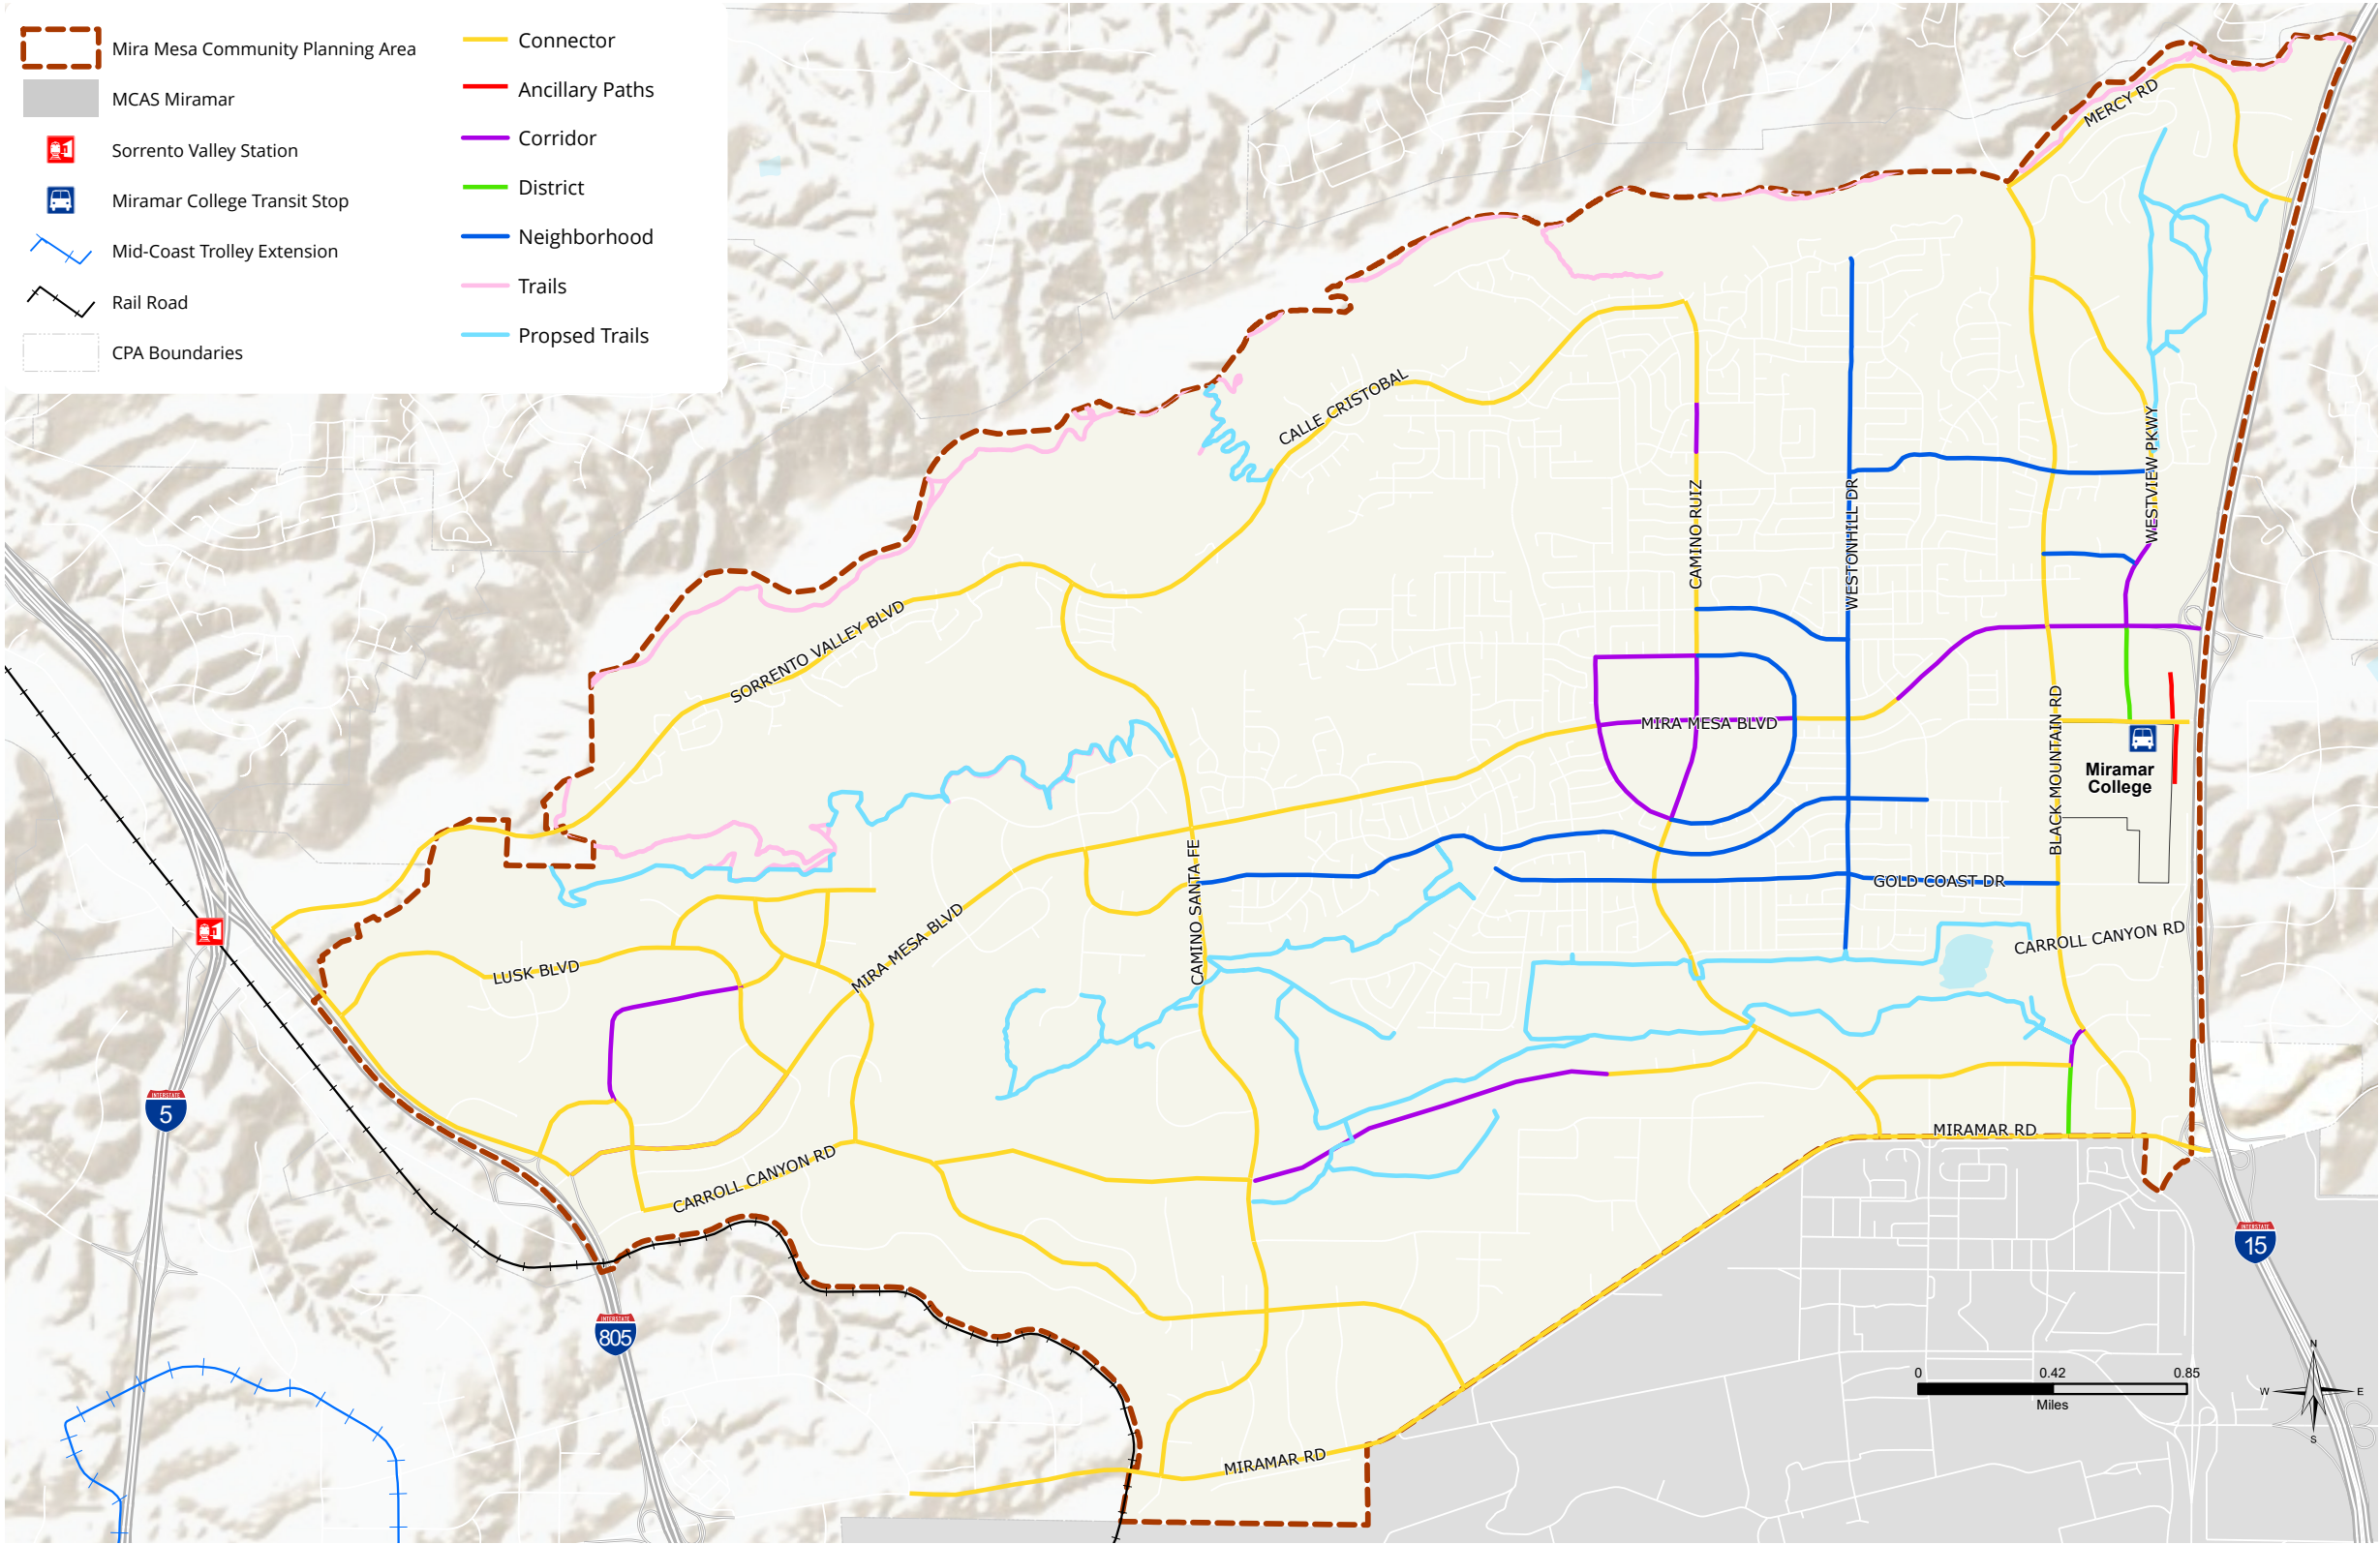 Mira Mesa Community Planning Area
MCAS Miramar
Sorrento Valley Station
Miramar College Transit Stop
Mid-Coast Trolley Extension
Rail Road
CPA Boundaries
Connector
Ancillary Paths
Corridor
District
Neighborhood
Trails
Propsed Trails
MERCY RD
CALLE CRISTOBAL
WESTVIEW PKWY
CAMINO RUIZ
WESTONHILL DR
SORRENTO VALLEY BLVD
MIRA MESA BLVD
BLACK MOUNTAIN RD
Miramar
College
CAMINO SANTA FE
GOLD COAST DR
CARROLL CANYON RD
MIRA MESA BLVD
LUSK BLVD
INTERSTATE
5
MIRAMAR RD
CARROLL CANYON RD
INTERSTATE
15
INTERSTATE
805
MIRAMAR RD
0 0.42 0.85
Miles
N
W E
S